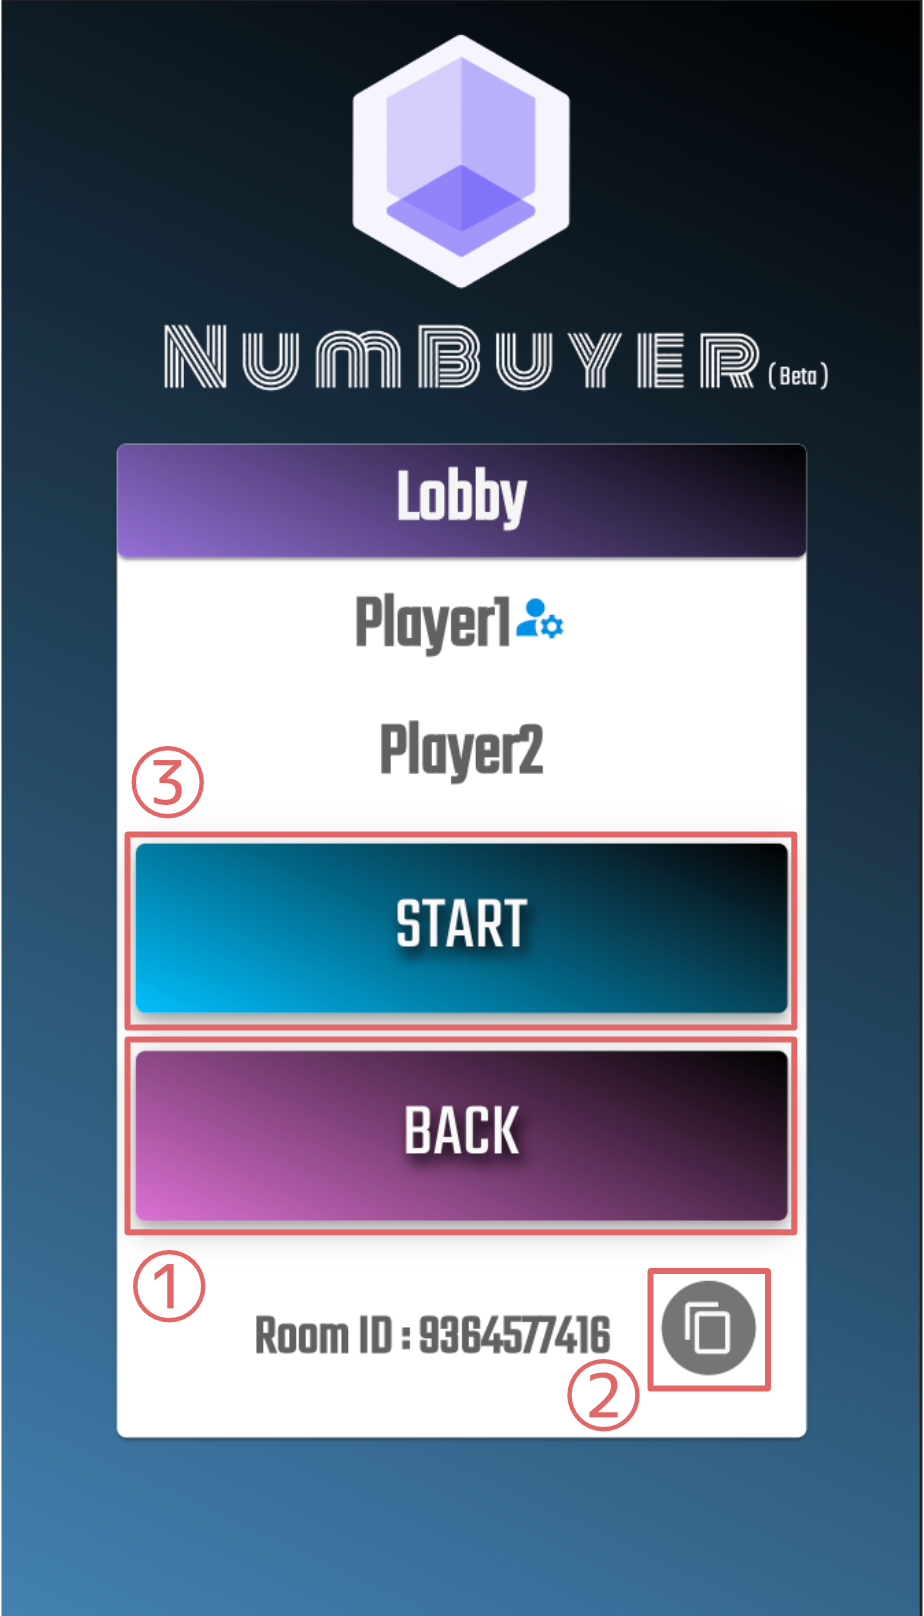 NUMBUYER (Beta)
Lobby
Player1
Player2
③
START
BACK
①
Room ID : 9364577416
②